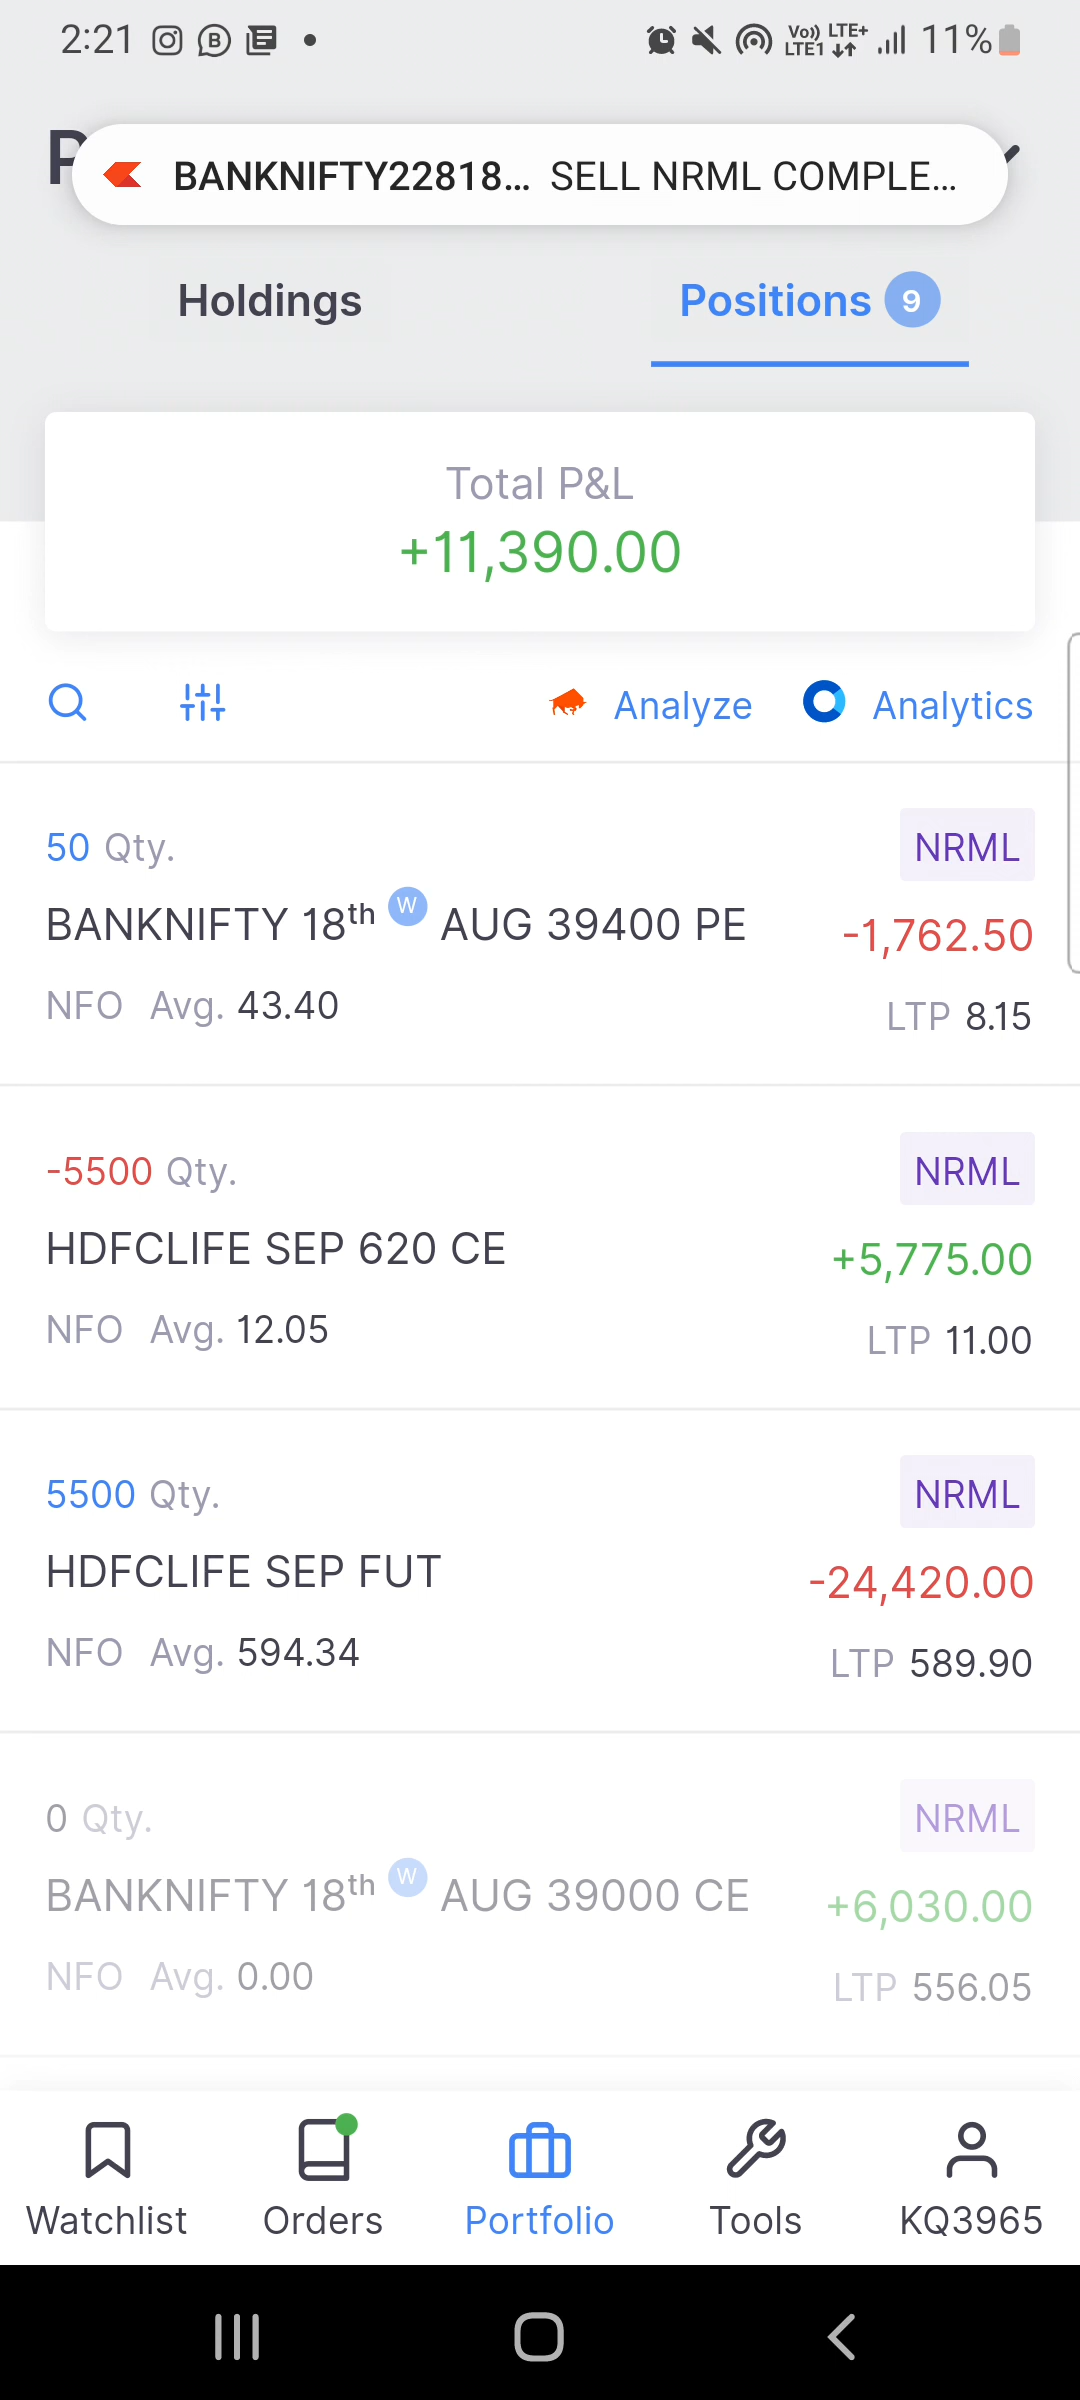 2:21 Vo)) LTE1 LTE+ 11%
BANKNIFTY22818... SELL NRML COMPLE...
Holdings Positions 9
Total P&L
+11,390.00
Analyze Analytics
50 Qty. NRML
BANKNIFTY 18th W AUG 39400 PE -1,762.50
NFO Avg. 43.40 LTP 8.15
-5500 Qty. NRML
HDFCLIFE SEP 620 CE +5,775.00
NFO Avg. 12.05 LTP 11.00
5500 Qty. NRML
HDFCLIFE SEP FUT -24,420.00
NFO Avg. 594.34 LTP 589.90
0 Qty. NRML
BANKNIFTY 18th W AUG 39000 CE +6,030.00
NFO Avg. 0.00 LTP 556.05
Watchlist Orders Portfolio Tools KQ3965